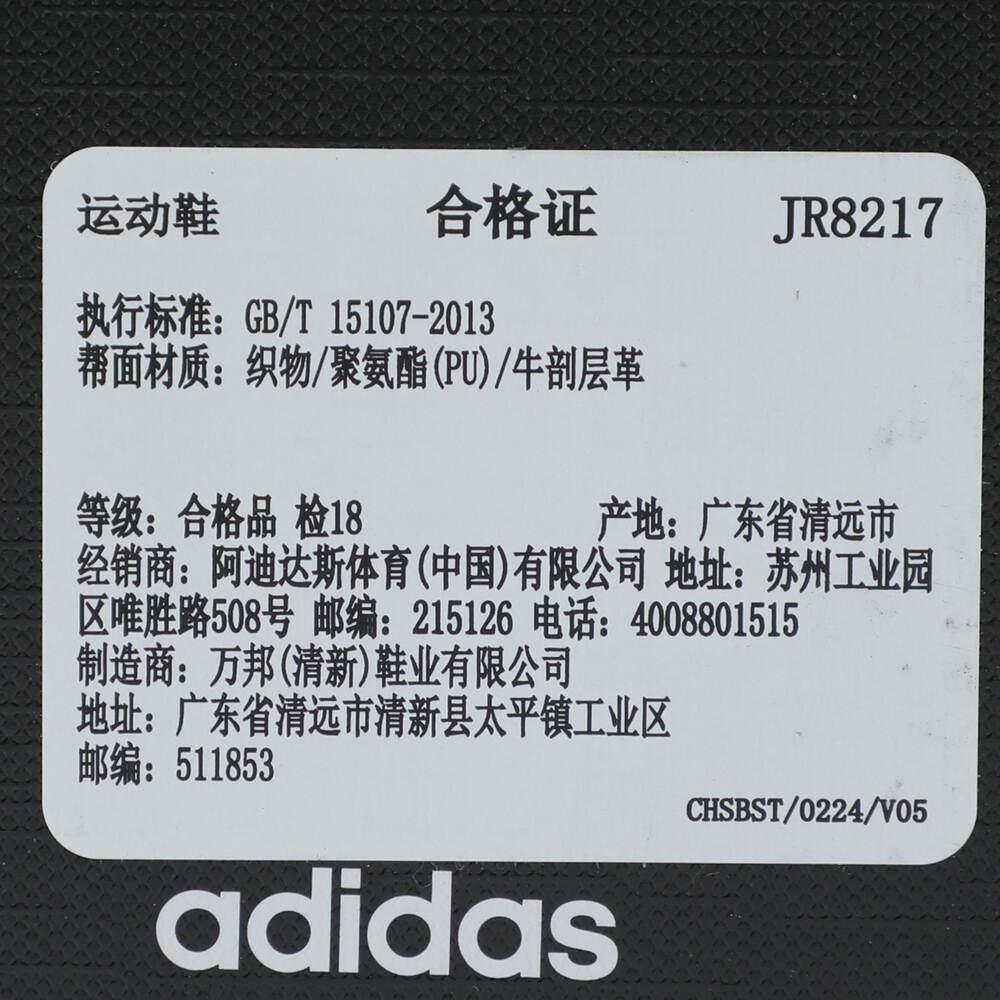 运动鞋 合格证 JR8217
执行标准：GB/T 15107-2013
帮面材质：织物/聚氨酯(PU)/牛剖层革
等级：合格品 检18 产地：广东省清远市
经销商：阿迪达斯体育(中国)有限公司 地址：苏州工业园
区唯胜路508号 邮编：215126 电话：4008801515
制造商：万邦(清新)鞋业有限公司
地址：广东省清远市清新县太平镇工业区
邮编：511853
CHSBST/0224/V05
adidas